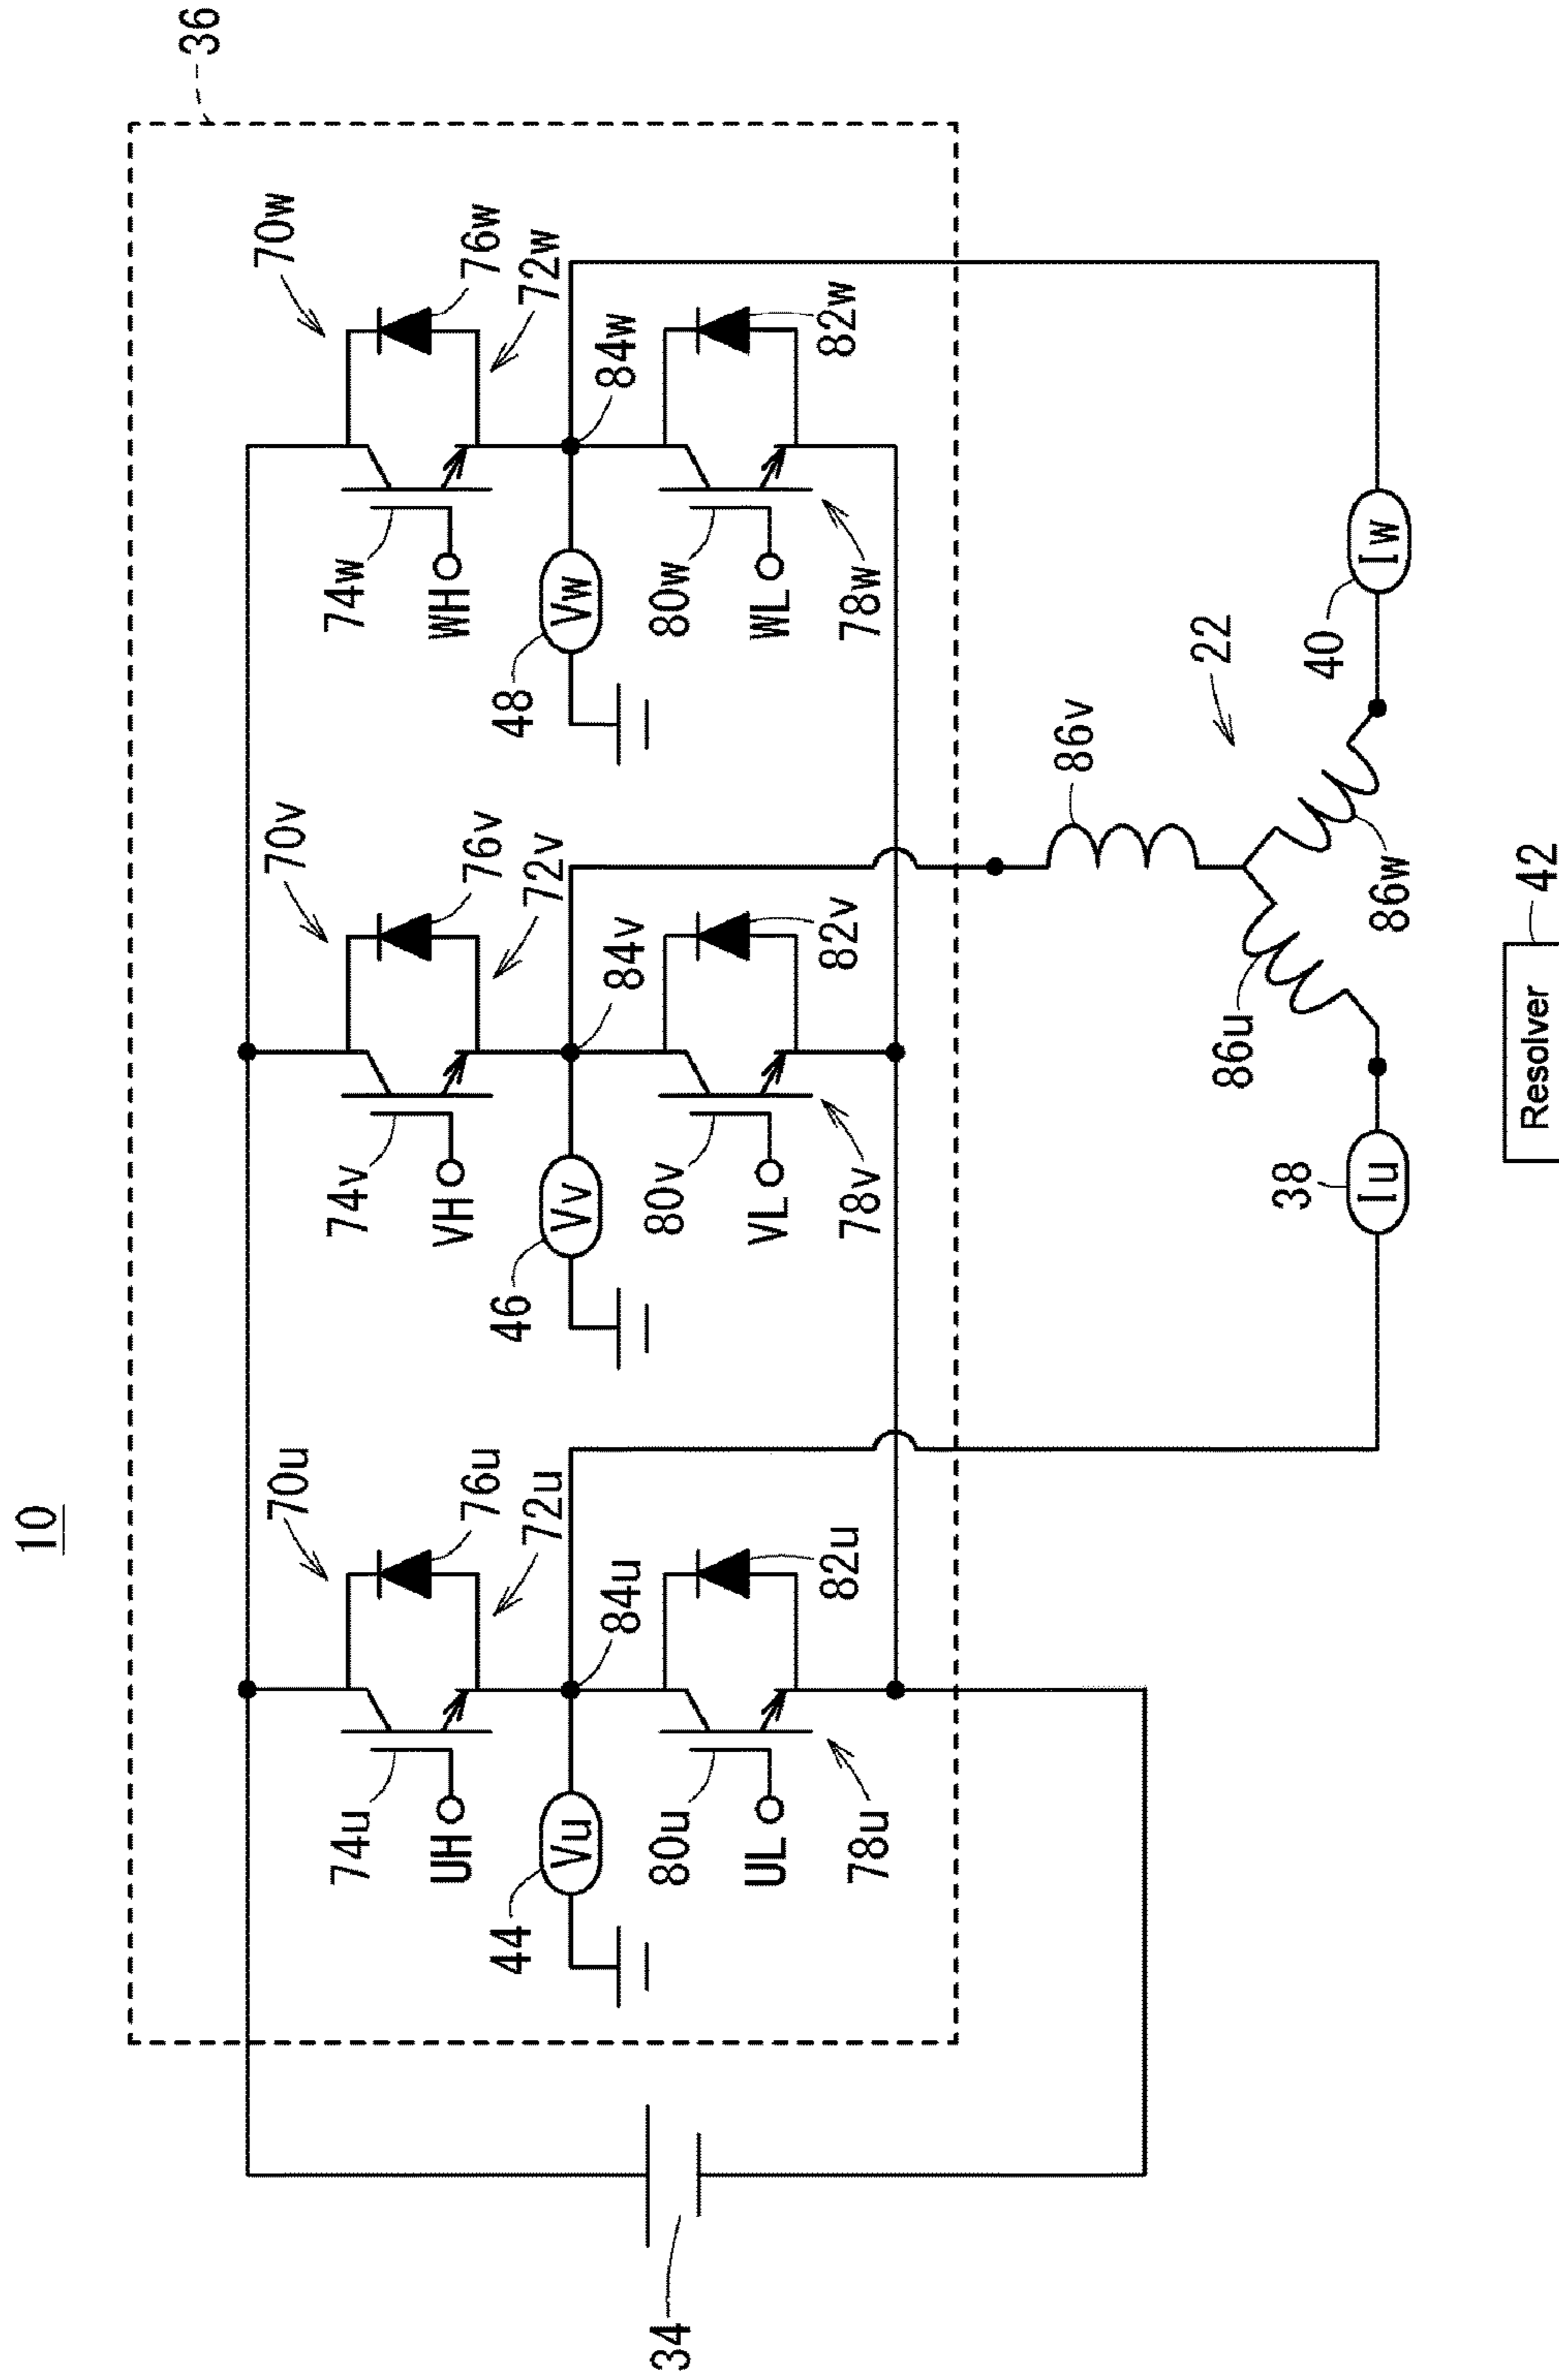 10
36
70u
70v
70w
74u
76u
74v
76v
74w
76w
UH
72u
VH
72v
WH
72w
44
Vu
84u
46
Vv
84v
48
Vw
84w
80u
82u
80v
82v
80w
82w
UL
VL
WL
34
78u
78v
78w
86v
22
86u
86w
38
Iu
40
Iw
Resolver
42